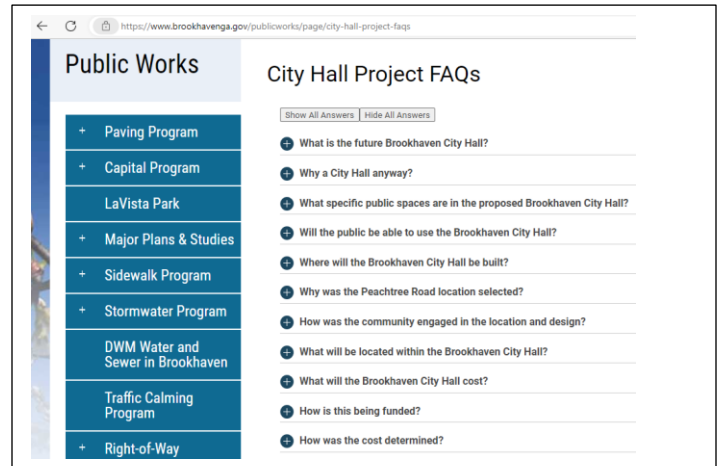 https://www.brookhavenga.gov/publicworks/page/city-hall-project-faqs
Public Works
+ Paving Program
+ Capital Program
LaVista Park
+ Major Plans & Studies
+ Sidewalk Program
+ Stormwater Program
DWM Water and
Sewer in Brookhaven
Traffic Calming
Program
+ Right-of-Way
City Hall Project FAQs
Show All Answers Hide All Answers
What is the future Brookhaven City Hall?
Why a City Hall anyway?
What specific public spaces are in the proposed Brookhaven City Hall?
Will the public be able to use the Brookhaven City Hall?
Where will the Brookhaven City Hall be built?
Why was the Peachtree Road location selected?
How was the community engaged in the location and design?
What will be located within the Brookhaven City Hall?
What will the Brookhaven City Hall cost?
How is this being funded?
How was the cost determined?